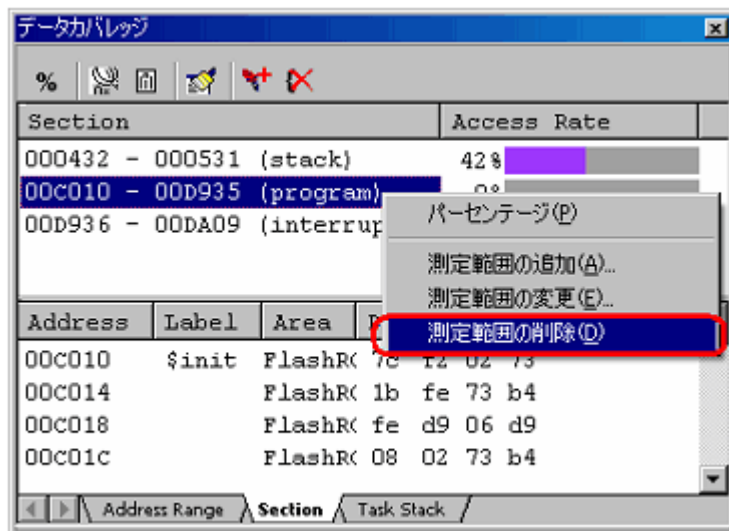 データカバレッジ
%
Section Access Rate
000432 - 000531 (stack) 42%
00C010 - 00D935 (program)
00D936 - 00DA09 (interrup
パーセンテージ(P)
測定範囲の追加(A)...
測定範囲の変更(E)...
測定範囲の削除(D)
Address Label Area
00C010 $init FlashR( 7c f2 02 73
00C014 FlashR( 1b fe 73 b4
00C018 FlashR( fe d9 06 d9
00C01C FlashR( 08 02 73 b4
Address Range Section Task Stack